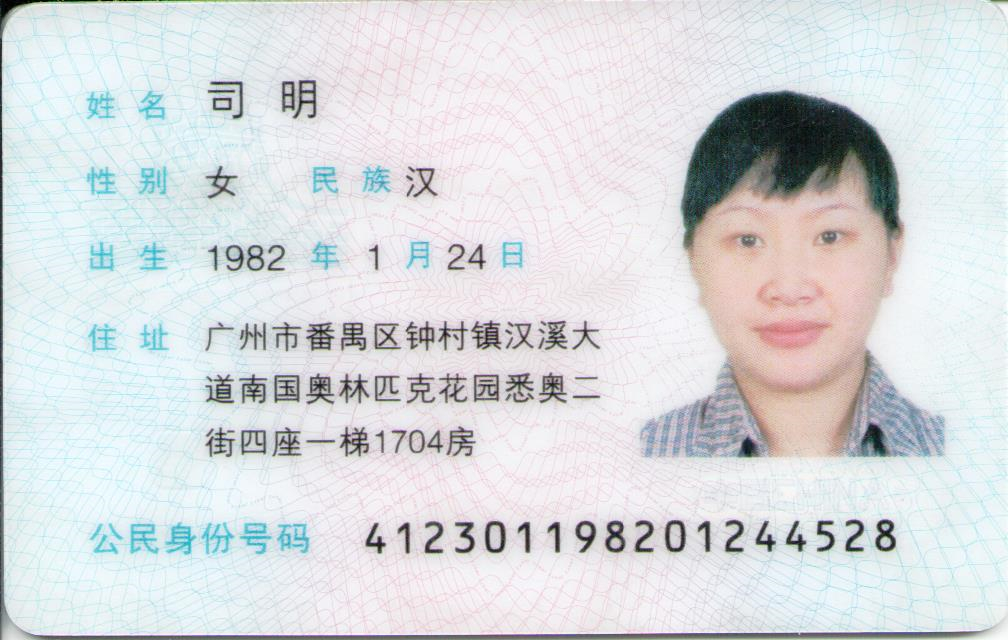 姓名 司明
性别 女 民族 汉
出生 1982 年 1 月 24 日
住址 广州市番禺区钟村镇汉溪大
道南国奥林匹克花园悉奥二
街四座一梯1704房
公民身份号码 412301198201244528